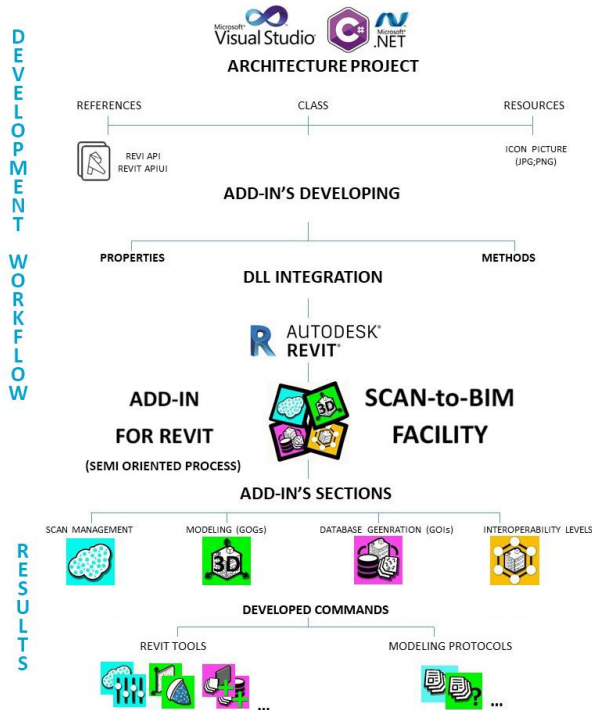 Microsoft®
Visual Studio®
C#
Microsoft®
.NET
ARCHITECTURE PROJECT
REFERENCES
CLASS
RESOURCES
REVI API
REVIT APIUI
ICON PICTURE
(JPG;PNG)
ADD-IN'S DEVELOPING
PROPERTIES
METHODS
DLL INTEGRATION
R AUTODESK®
REVIT®
ADD-IN
FOR REVIT
(SEMI ORIENTED PROCESS)
3D
SCAN-to-BIM
FACILITY
ADD-IN'S SECTIONS
SCAN MANAGEMENT
MODELING (GOGs)
DATABASE GEENRATION (GOIs)
INTEROPERABILITY LEVELS
3D
DEVELOPED COMMANDS
REVIT TOOLS
MODELING PROTOCOLS
?
...
...
DEVELOPMENT WORKFLOW
RESULTS